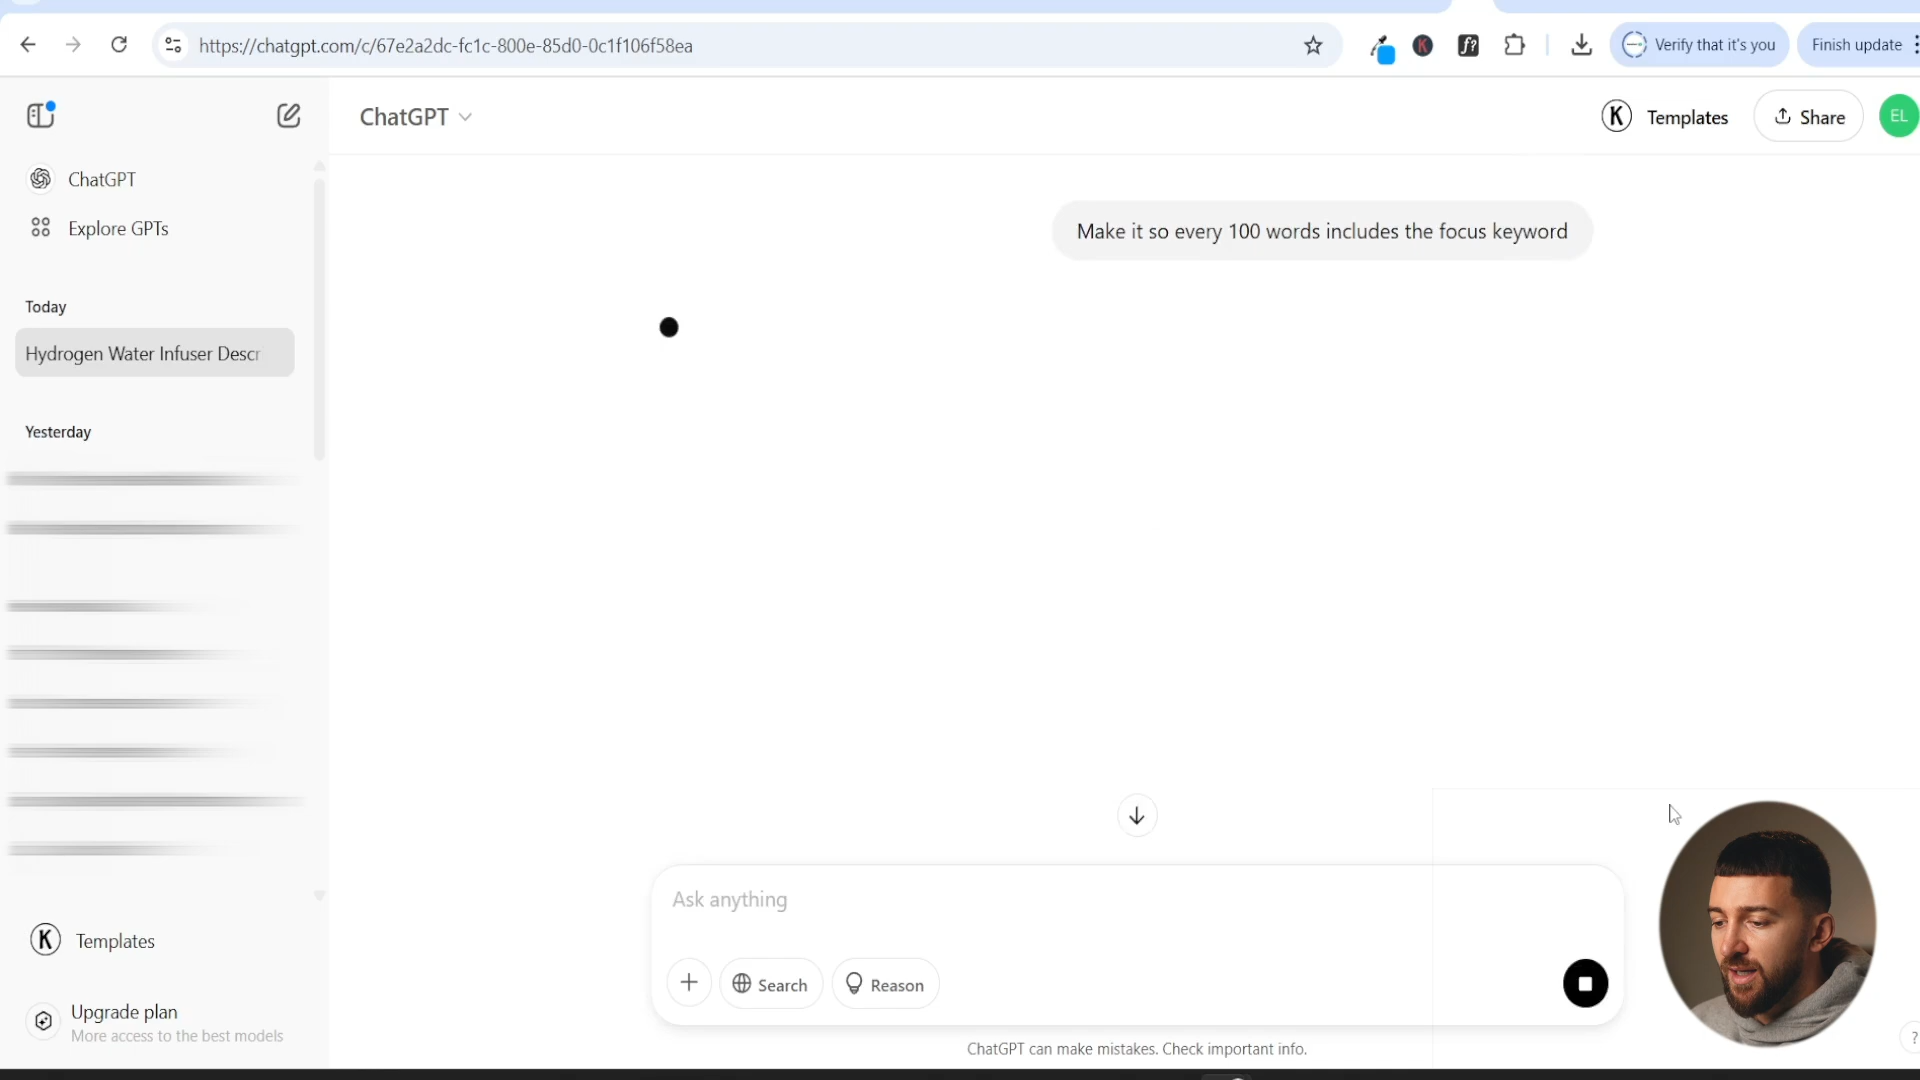 https://chatgpt.com/c/67e2a2dc-fc1c-800e-85d0-0c1f106f58ea
K
f?
Verify that it's you
Finish update
ChatGPT
K Templates
Share
EL
ChatGPT
Explore GPTs
Make it so every 100 words includes the focus keyword
Today
Hydrogen Water Infuser Descr
Yesterday
Ask anything
Search
Reason
K Templates
Upgrade plan
More access to the best models
ChatGPT can make mistakes. Check important info.
?